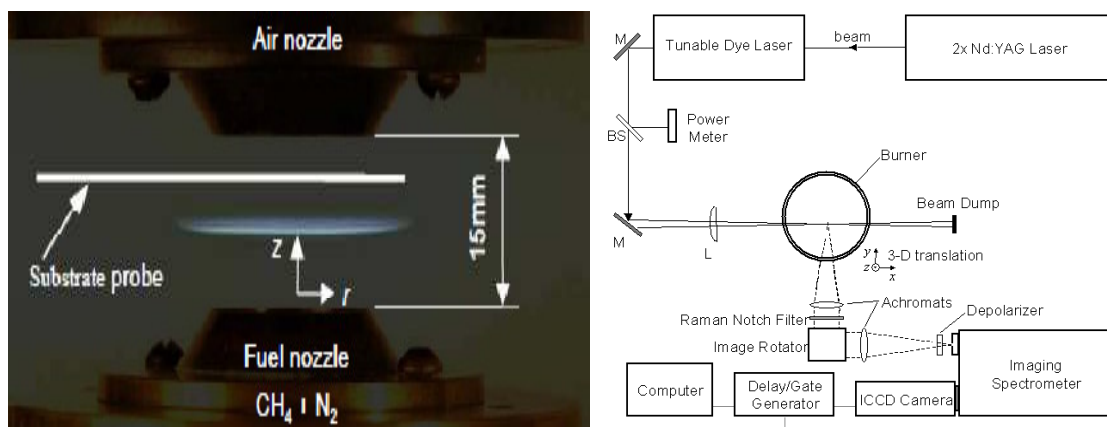 Air nozzle
Substrate probe
z
r
15mm
Fuel nozzle
CH4 ı N2
M
Tunable Dye Laser
beam
2x Nd:YAG Laser
BS
Power
Meter
Burner
Beam Dump
M
L
y
z
x
3-D translation
Achromats
Raman Notch Filter
Depolarizer
Image Rotator
Imaging
Spectrometer
Computer
Delay/Gate
Generator
ICCD Camera